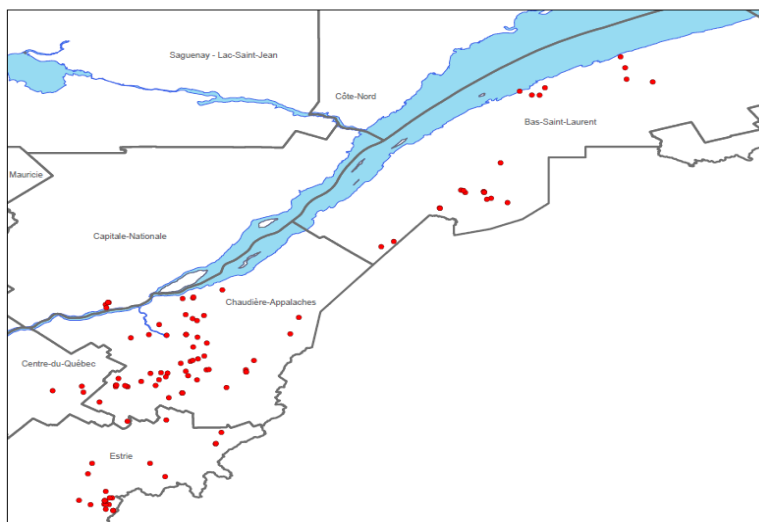 Saguenay - Lac-Saint-Jean
Côte-Nord
Bas-Saint-Laurent
Mauricie
Capitale-Nationale
Chaudière-Appalaches
Centre-du-Québec
Estrie